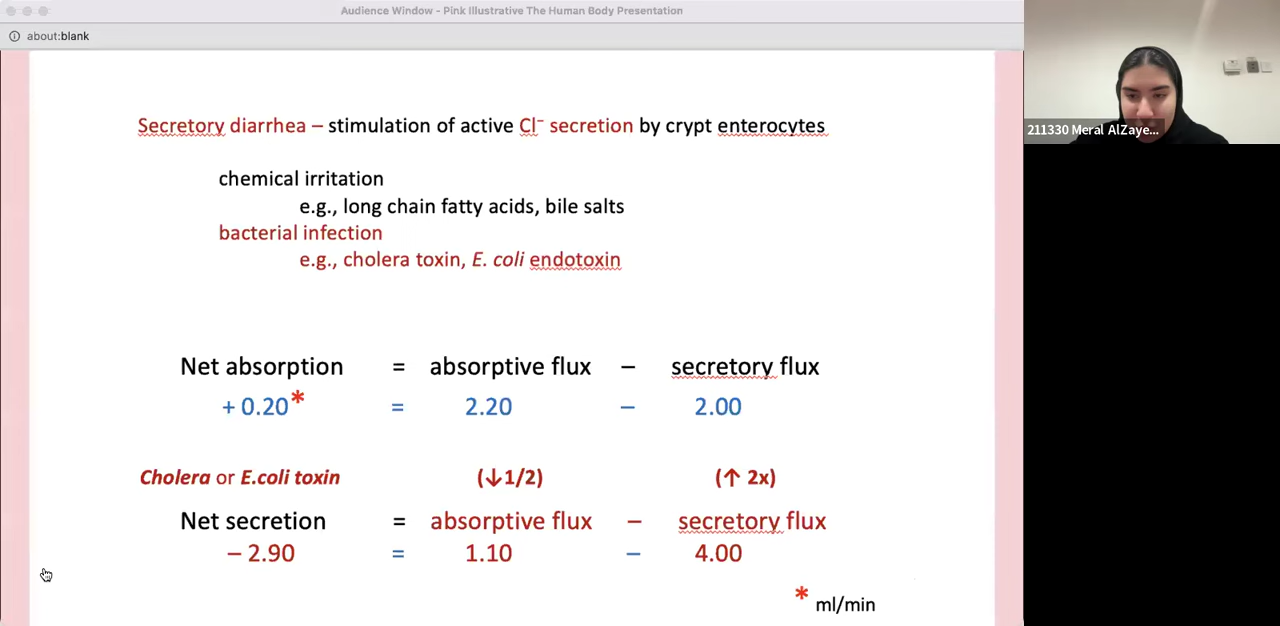 Audience Window - Pink Illustrative The Human Body Presentation
about:blank
Secretory diarrhea – stimulation of active Cl⁻ secretion by crypt enterocytes
chemical irritation
e.g., long chain fatty acids, bile salts
bacterial infection
e.g., cholera toxin, E. coli endotoxin
Net absorption = absorptive flux – secretory flux
+ 0.20* = 2.20 – 2.00
Cholera or E.coli toxin (↓1/2) (↑ 2x)
Net secretion = absorptive flux – secretory flux
– 2.90 = 1.10 – 4.00
* ml/min
211330 Meral AlZaye...